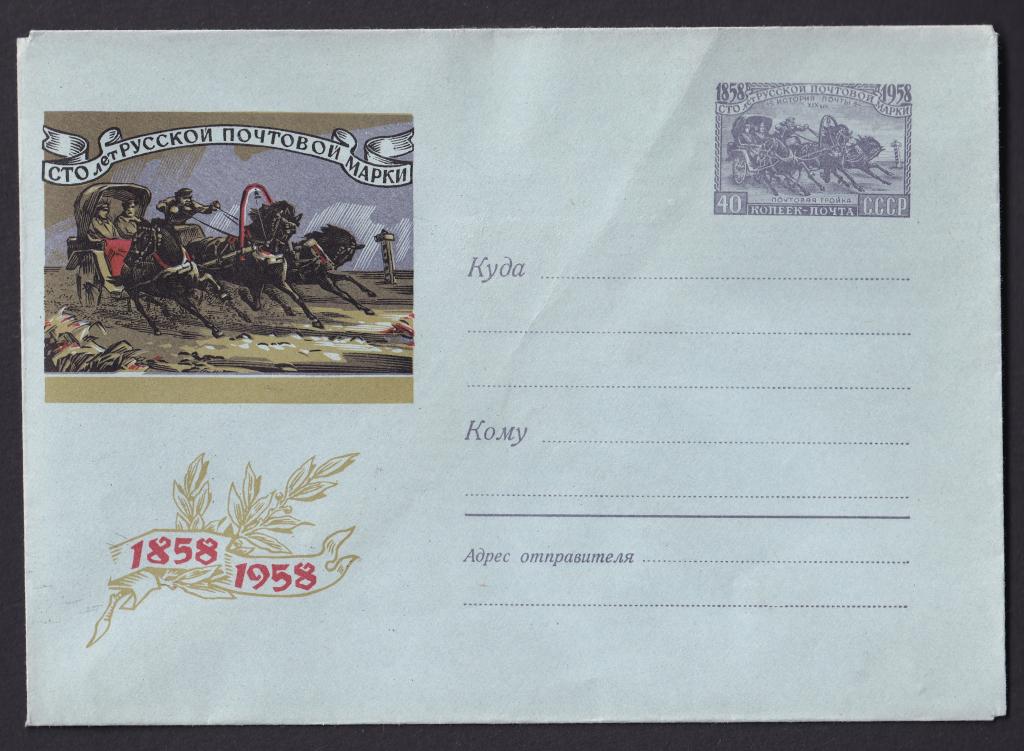 СТО лет РУССКОЙ ПОЧТОВОЙ МАРКИ
1858
1958
1858 1958
СТО лет РУССКОЙ ПОЧТОВОЙ МАРКИ
ИСТОРИЯ ПОЧТЫ
XIX
ПОЧТОВАЯ ТРОЙКА
40 КОПЕЕК-ПОЧТА СССР
Куда
Кому
Адрес отправителя